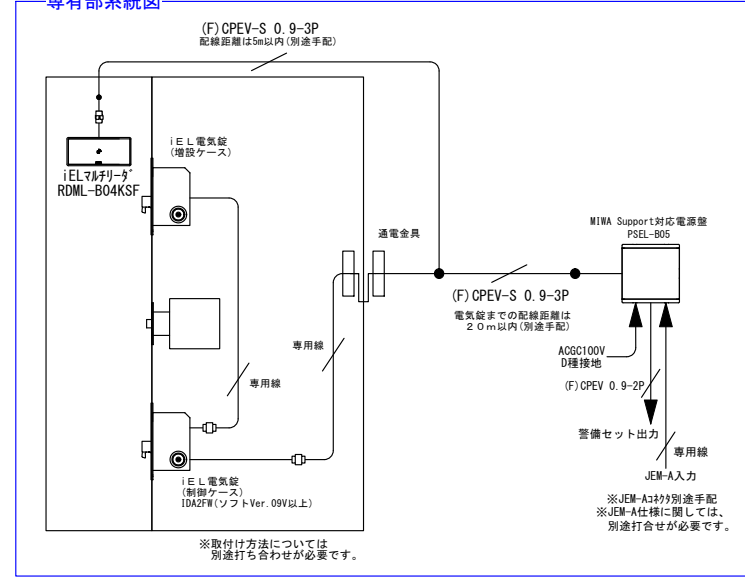 専有部系統図
(F)CPEV-S 0.9-3P
配線距離は5m以内(別途手配)
iEL電気錠
(増設ケース)
iELﾏﾙﾁﾘｰﾀﾞ
RDML-B04KSF
通電金具
MIWA Support対応電源盤
PSEL-B05
(F)CPEV-S 0.9-3P
電気錠までの配線距離は
20m以内(別途手配)
専用線
専用線
ACGC100V
D種接地
(F)CPEV 0.9-2P
警備セット出力
専用線
JEM-A入力
iEL電気錠
(制御ケース)
IDA2FW(ソフトVer.09V以上)
※JEM-Aｺﾈｸﾀ別途手配
※JEM-A仕様に関しては、
別途打合せが必要です。
※取付け方法については
別途打ち合わせが必要です。